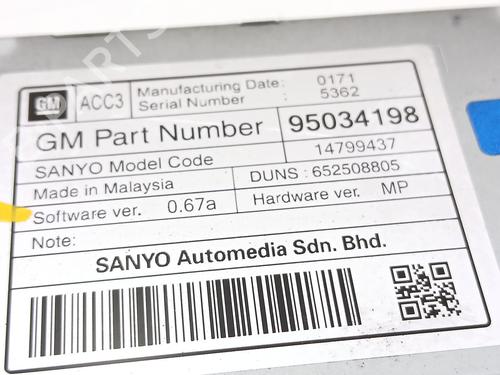 GM ACC3 Manufacturing Date: 0171
Serial Number : 5362
GM Part Number 95034198
SANYO Model Code 14799437
Made in Malaysia DUNS : 652508805
Software ver. 0.67a Hardware ver. MP
Note:
SANYO Automedia Sdn. Bhd.